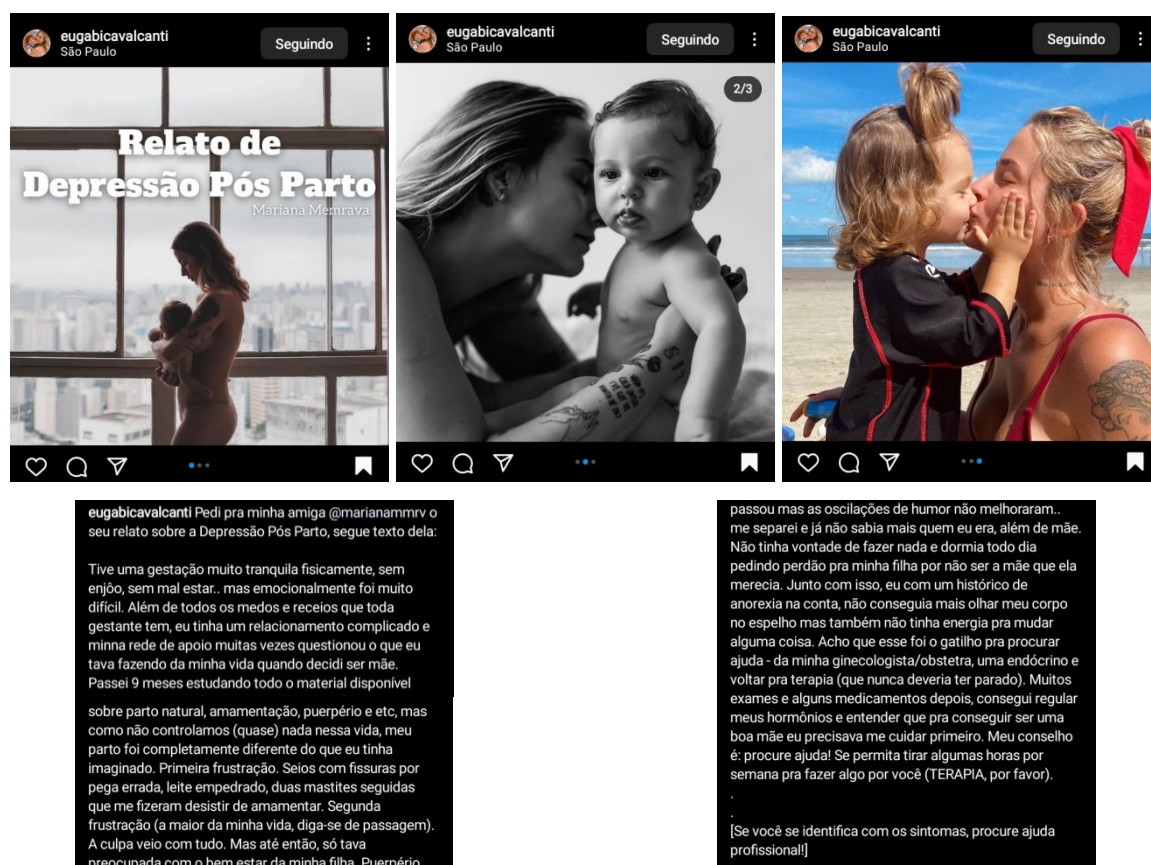 eugabicavalcanti
São Paulo
Seguindo
Relato de
Depressão Pós Parto
Mariana Memrava
eugabicavalcanti
São Paulo
Seguindo
2/3
eugabicavalcanti
São Paulo
Seguindo
eugabicavalcanti Pedi pra minha amiga @marianammrv o
seu relato sobre a Depressão Pós Parto, segue texto dela:
Tive uma gestação muito tranquila fisicamente, sem
enjôo, sem mal estar.. mas emocionalmente foi muito
difícil. Além de todos os medos e receios que toda
gestante tem, eu tinha um relacionamento complicado e
minna rede de apoio muitas vezes questionou o que eu
tava fazendo da minha vida quando decidi ser mãe.
Passei 9 meses estudando todo o material disponível
sobre parto natural, amamentação, puerpério e etc, mas
como não controlamos (quase) nada nessa vida, meu
parto foi completamente diferente do que eu tinha
imaginado. Primeira frustração. Seios com fissuras por
pega errada, leite empedrado, duas mastites seguidas
que me fizeram desistir de amamentar. Segunda
frustração (a maior da minha vida, diga-se de passagem).
A culpa veio com tudo. Mas até então, só tava
preocupada com o bem estar da minha filha. Puerpério
passou mas as oscilações de humor não melhoraram..
me separei e já não sabia mais quem eu era, além de mãe.
Não tinha vontade de fazer nada e dormia todo dia
pedindo perdão pra minha filha por não ser a mãe que ela
merecia. Junto com isso, eu com um histórico de
anorexia na conta, não conseguia mais olhar meu corpo
no espelho mas também não tinha energia pra mudar
alguma coisa. Acho que esse foi o gatilho pra procurar
ajuda - da minha ginecologista/obstetra, uma endócrino e
voltar pra terapia (que nunca deveria ter parado). Muitos
exames e alguns medicamentos depois, consegui regular
meus hormônios e entender que pra conseguir ser uma
boa mãe eu precisava me cuidar primeiro. Meu conselho
é: procure ajuda! Se permita tirar algumas horas por
semana pra fazer algo por você (TERAPIA, por favor).
.
.
[Se você se identifica com os sintomas, procure ajuda
profissional!]